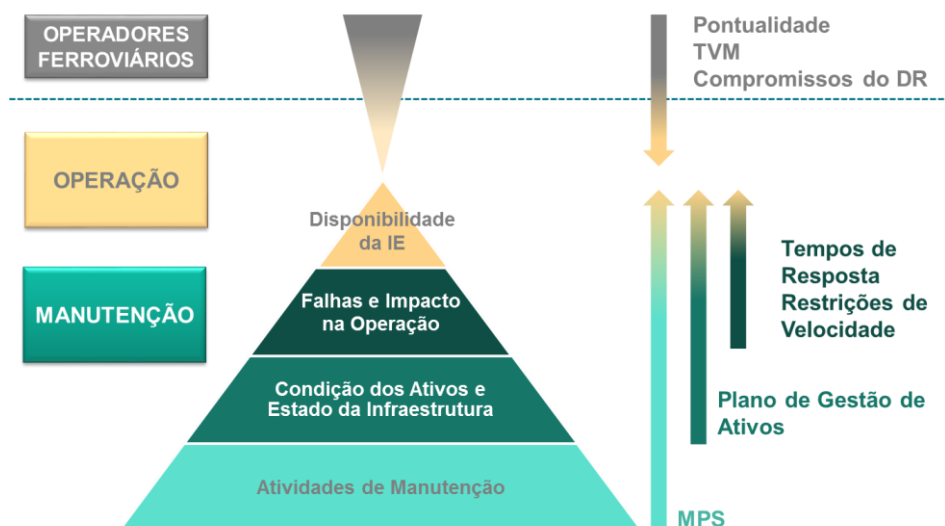 OPERADORES
FERROVIÁRIOS
Pontualidade
TVM
Compromissos do DR
OPERAÇÃO
Disponibilidade
da IE
MANUTENÇÃO
Falhas e Impacto
na Operação
Tempos de
Resposta
Restrições de
Velocidade
Condição dos Ativos e
Estado da Infraestrutura
Plano de Gestão de
Ativos
Atividades de Manutenção
MPS